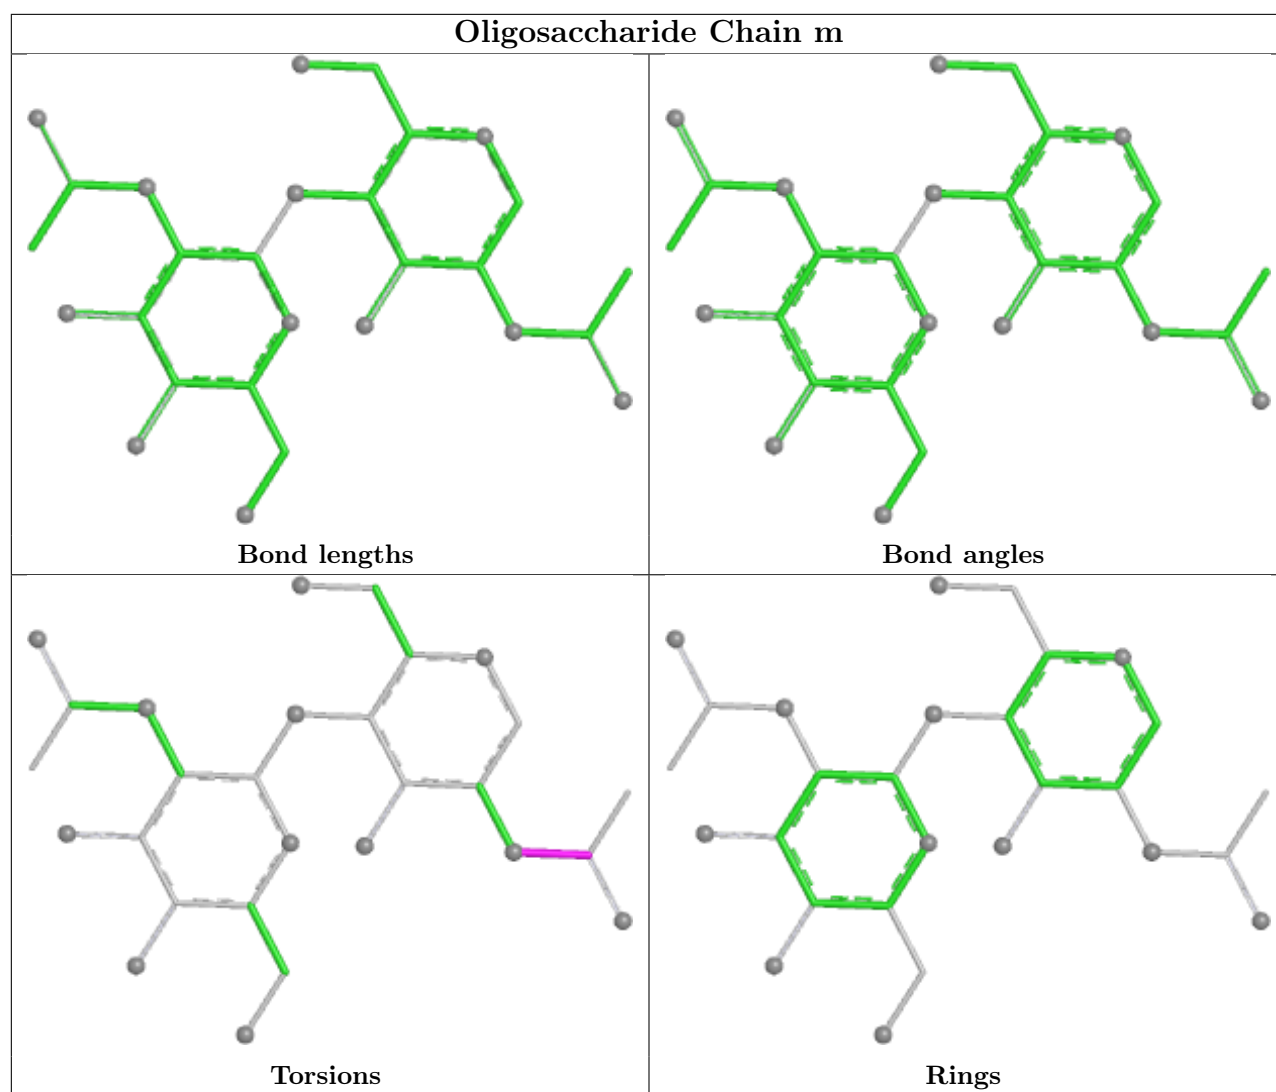 Oligosaccharide Chain m
Bond lengths
Bond angles
Torsions
Rings